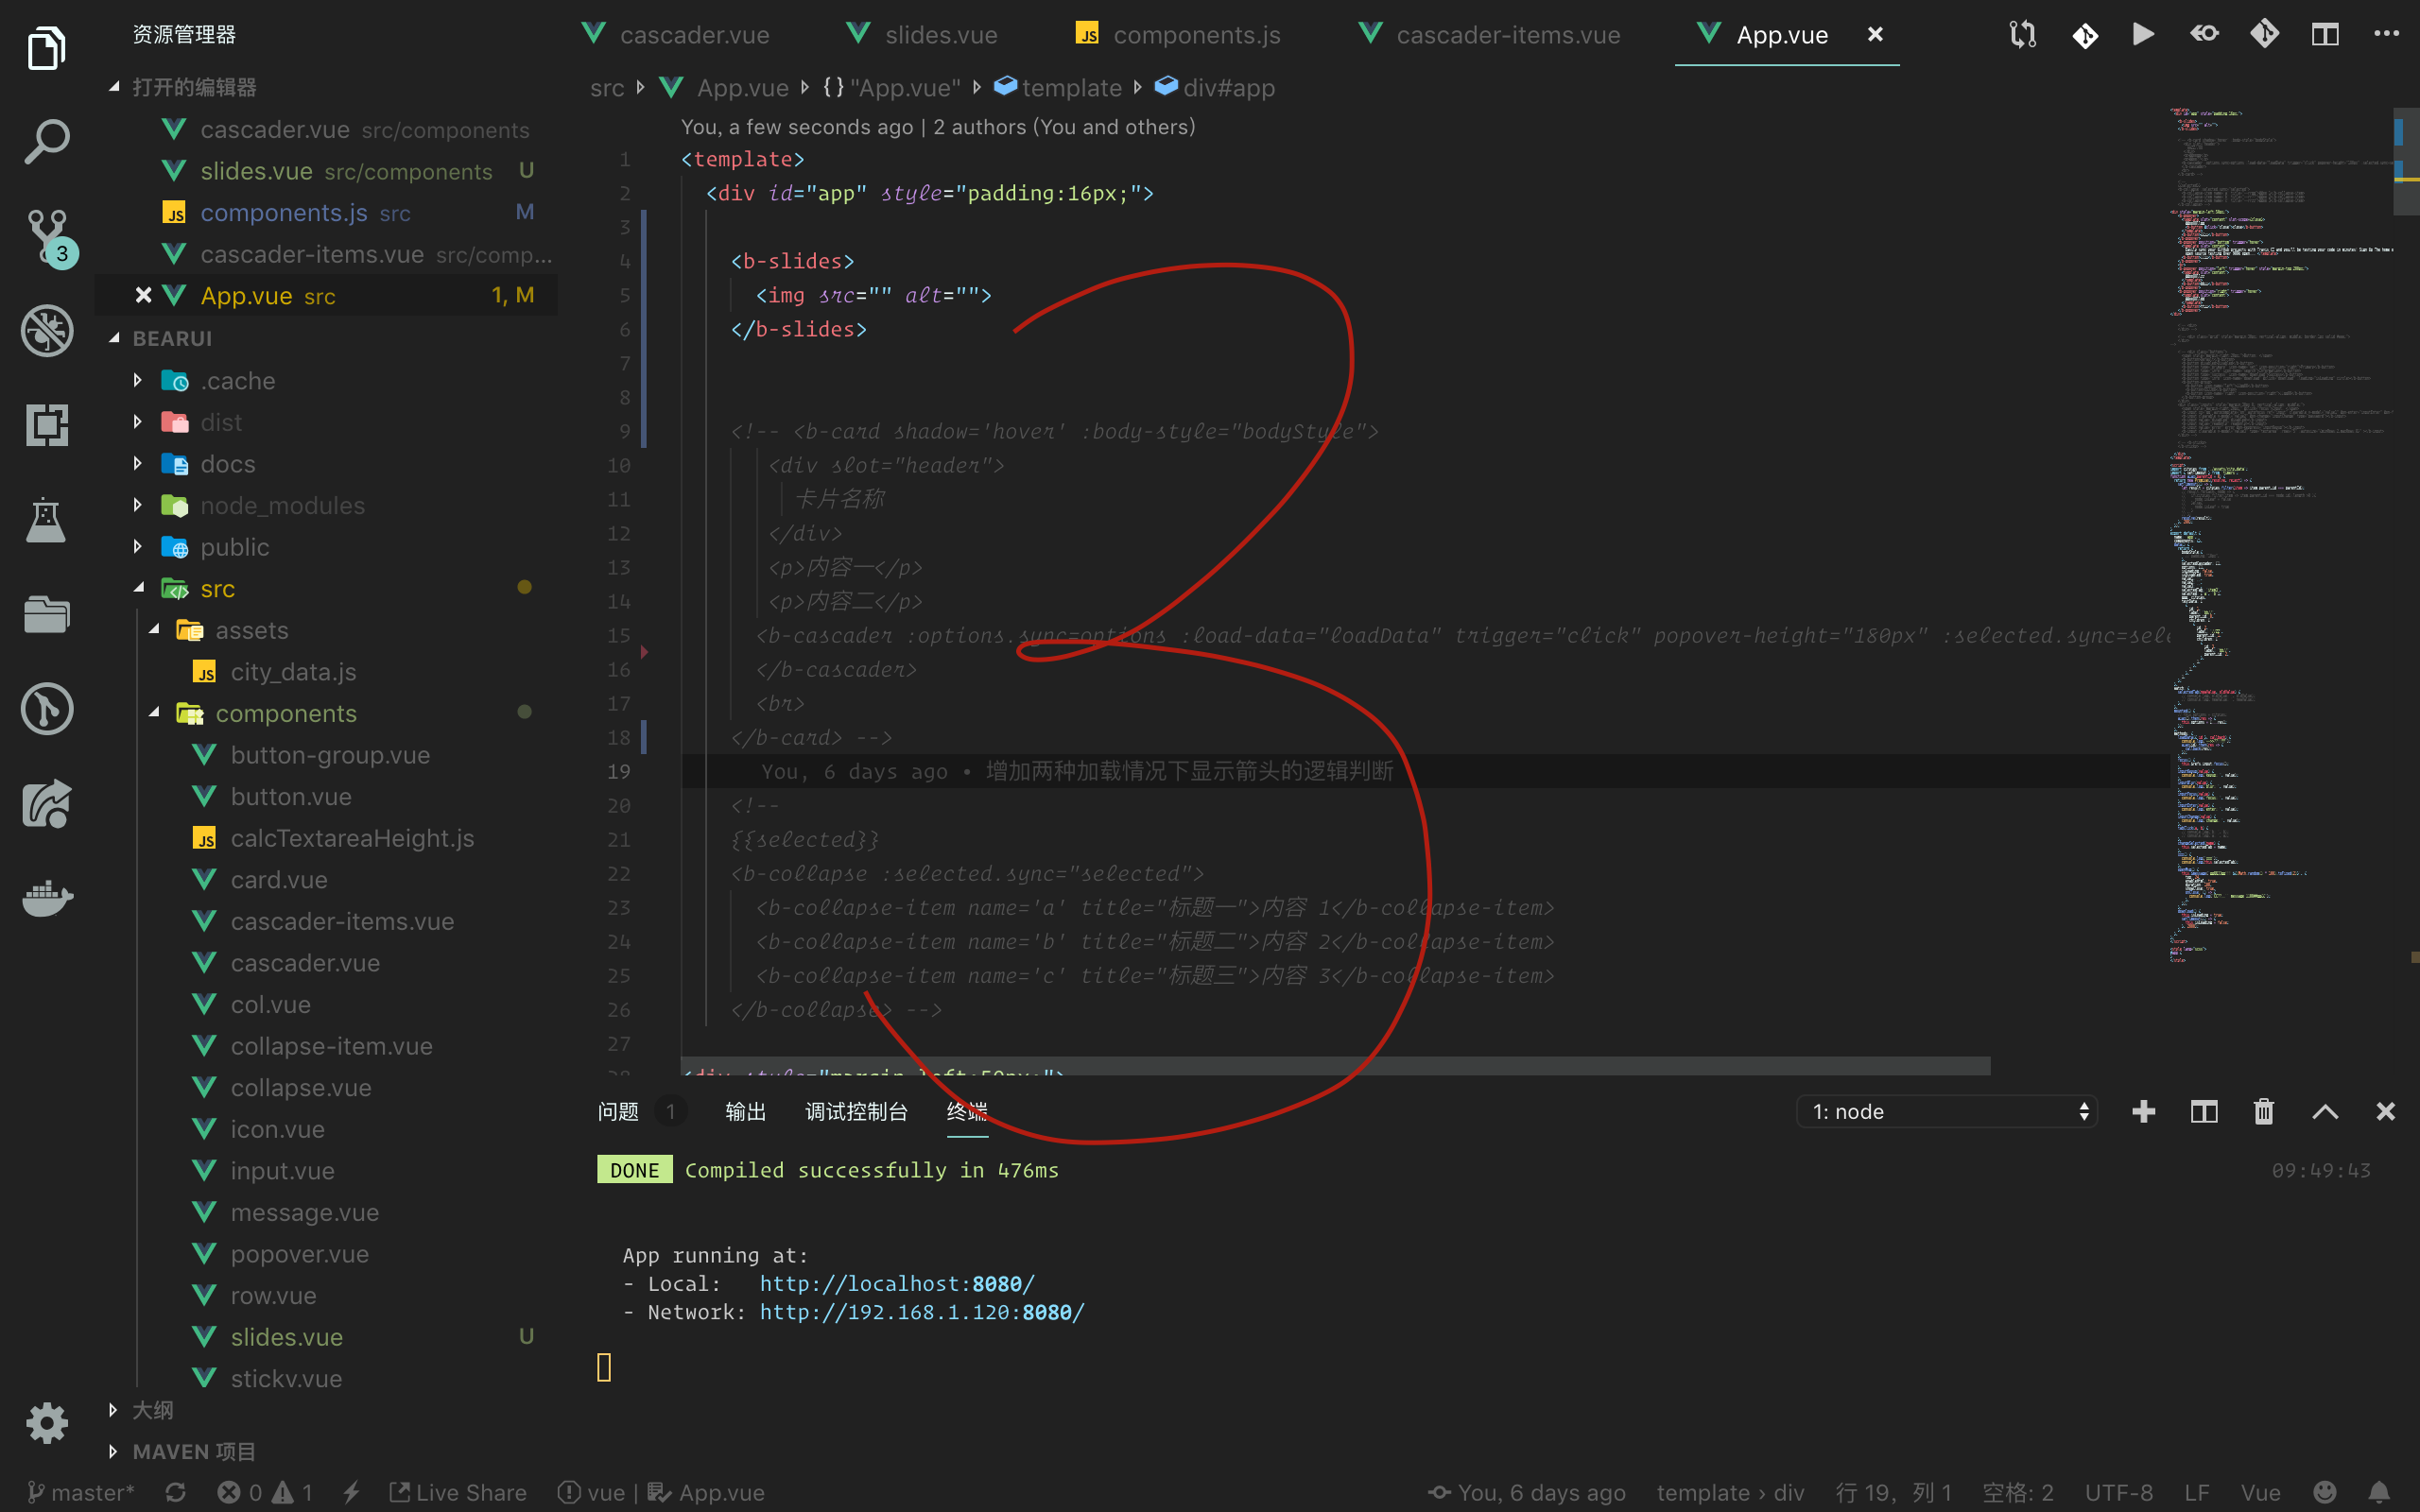 资源管理器
打开的编辑器
cascader.vue src/components
slides.vue src/components U
components.js src M
cascader-items.vue src/comp...
App.vue src 1, M
BEARUI
.cache
dist
docs
node_modules
public
src
assets
city_data.js
components
button-group.vue
button.vue
calcTextareaHeight.js
card.vue
cascader-items.vue
cascader.vue
col.vue
collapse-item.vue
collapse.vue
icon.vue
input.vue
message.vue
popover.vue
row.vue
slides.vue U
sticky.vue
大纲
MAVEN 项目
3
cascader.vue slides.vue components.js cascader-items.vue App.vue
src App.vue {} "App.vue" template div#app
You, a few seconds ago | 2 authors (You and others)
1 <template>
2 <div id="app" style="padding:16px;">
3
4 <b-slides>
5 <img src="" alt="">
6 </b-slides>
7
8
9 <!-- <b-card shadow='hover' :body-style="bodyStyle">
10 <div slot="header">
11 卡片名称
12 </div>
13 <p>内容一</p>
14 <p>内容二</p>
15 <b-cascader :options.sync=options :load-data="loadData" trigger="click" popover-height="180px" :selected.sync=sele
16 </b-cascader>
17 <br>
18 </b-card> -->
19 You, 6 days ago • 增加两种加载情况下显示箭头的逻辑判断
20 <!--
21 {{selected}}
22 <b-collapse :selected.sync="selected">
23 <b-collapse-item name='a' title="标题一">内容 1</b-collapse-item>
24 <b-collapse-item name='b' title="标题二">内容 2</b-collapse-item>
25 <b-collapse-item name='c' title="标题三">内容 3</b-collapse-item>
26 </b-collapse> -->
27
28 <div style="margin-left:50px;">
3
问题 1 输出 调试控制台 终端 1: node
DONE Compiled successfully in 476ms 09:49:43
App running at:
- Local: http://localhost:8080/
- Network: http://192.168.1.120:8080/
master* 0 1 Live Share vue | App.vue You, 6 days ago template › div 行 19，列 1 空格: 2 UTF-8 LF Vue